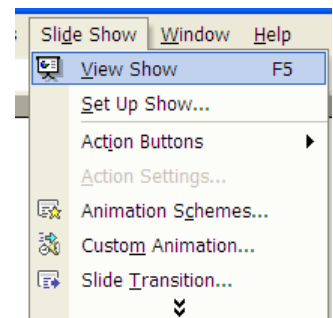 Slide Show Window Help
View Show F5
Set Up Show...
Action Buttons
Action Settings...
Animation Schemes...
Custom Animation...
Slide Transition...